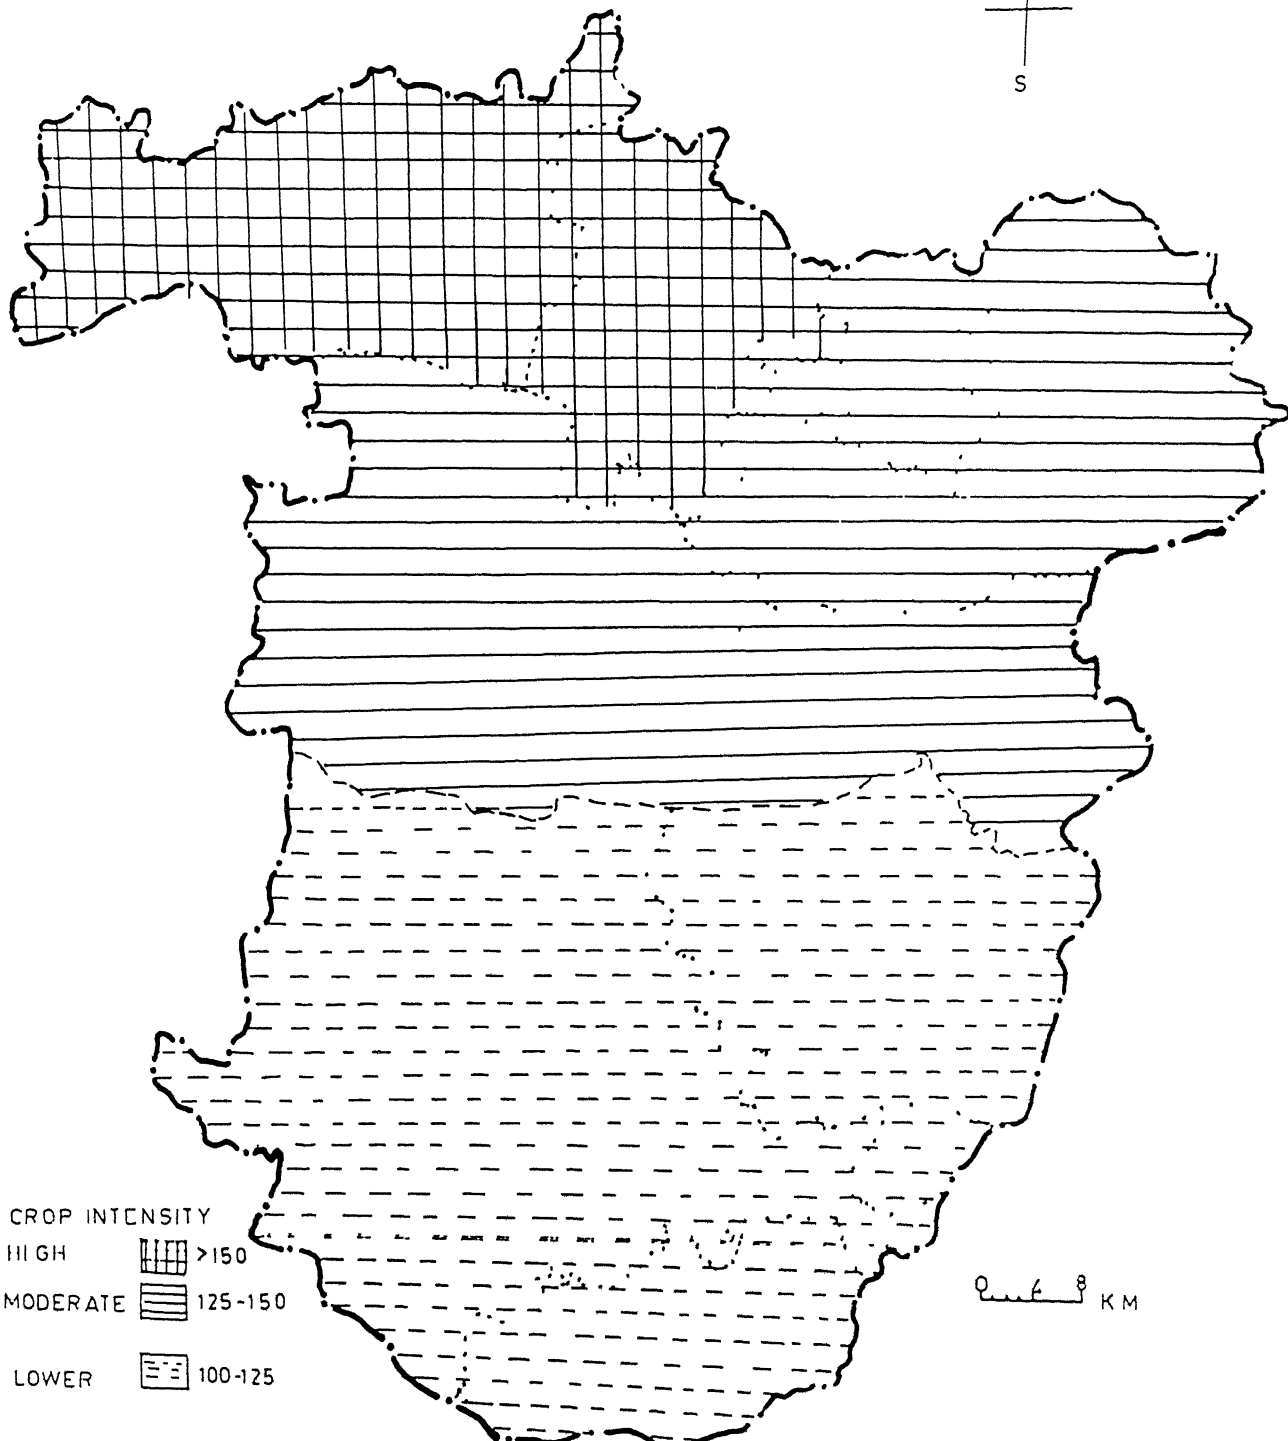 S
CROP INTENSITY
HIGH >150
MODERATE 125-150
LOWER 100-125
0 4 8 KM